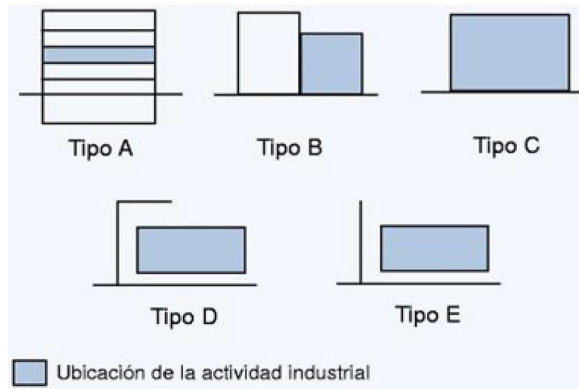 Tipo A
Tipo B
Tipo C
Tipo D
Tipo E
Ubicación de la actividad industrial